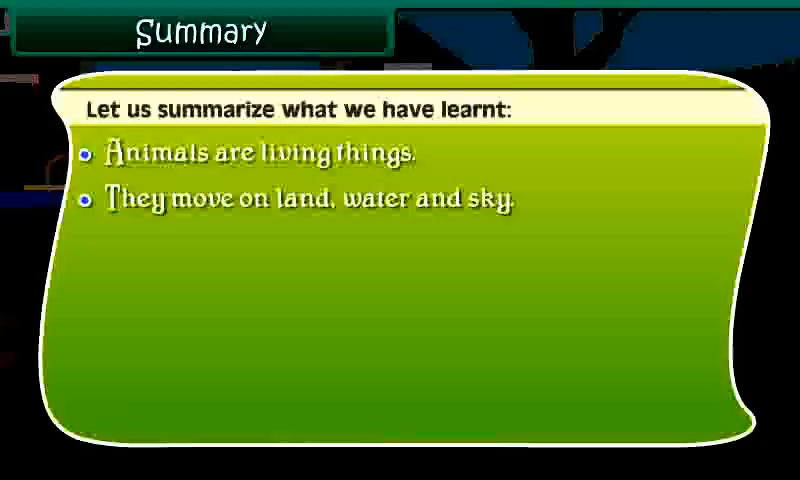 Summary
Let us summarize what we have learnt:
Animals are living things.
They move on land, water and sky.